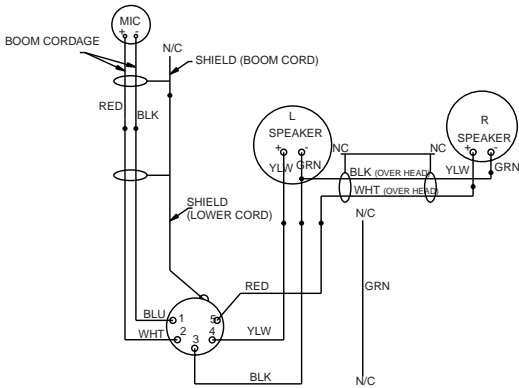 MIC
+ -
BOOM CORDAGE
N/C
SHIELD (BOOM CORD)
RED
BLK
L
SPEAKER
+ -
YLW GRN
NC
NC
R
SPEAKER
+ -
YLW
GRN
BLK (OVER HEAD)
WHT (OVER HEAD)
SHIELD
(LOWER CORD)
N/C
RED
GRN
BLU
1
5
WHT
2
4
YLW
3
BLK
N/C